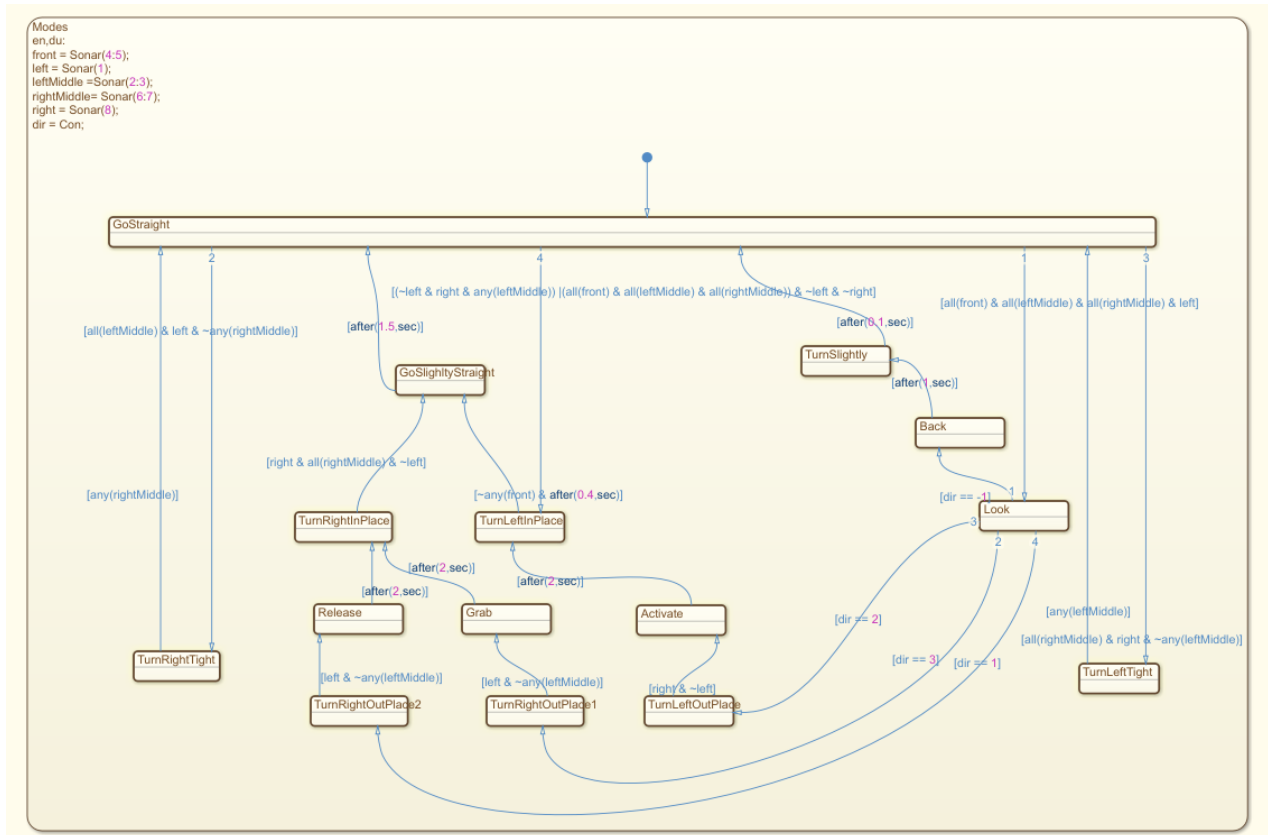 Modes
en,du:
front = Sonar(4:5);
left = Sonar(1);
leftMiddle =Sonar(2:3);
rightMiddle= Sonar(6:7);
right = Sonar(8);
dir = Con;
GoStraight
2
4
1
3
[(~left & right & any(leftMiddle)) |(all(front) & all(leftMiddle) & all(rightMiddle)) & ~left & ~right]
[all(front) & all(leftMiddle) & all(rightMiddle) & left]
[all(leftMiddle) & left & ~any(rightMiddle)]
[after(1.5,sec)]
[after(0.1,sec)]
TurnSlightly
GoSlighltyStraight
[after(1,sec)]
Back
[right & all(rightMiddle) & ~left]
[any(rightMiddle)]
[~any(front) & after(0.4,sec)]
[dir == -1]
1
Look
TurnRightInPlace
TurnLeftInPlace
3
2
4
[after(2,sec)]
[after(2,sec)]
[after(2,sec)]
Release
Grab
Activate
[any(leftMiddle)]
[dir == 2]
[all(rightMiddle) & right & ~any(leftMiddle)]
TurnRightTight
[dir == 3]
[dir == 1]
TurnLeftTight
[left & ~any(leftMiddle)]
[left & ~any(leftMiddle)]
[right & ~left]
TurnRightOutPlace2
TurnRightOutPlace1
TurnLeftOutPlace